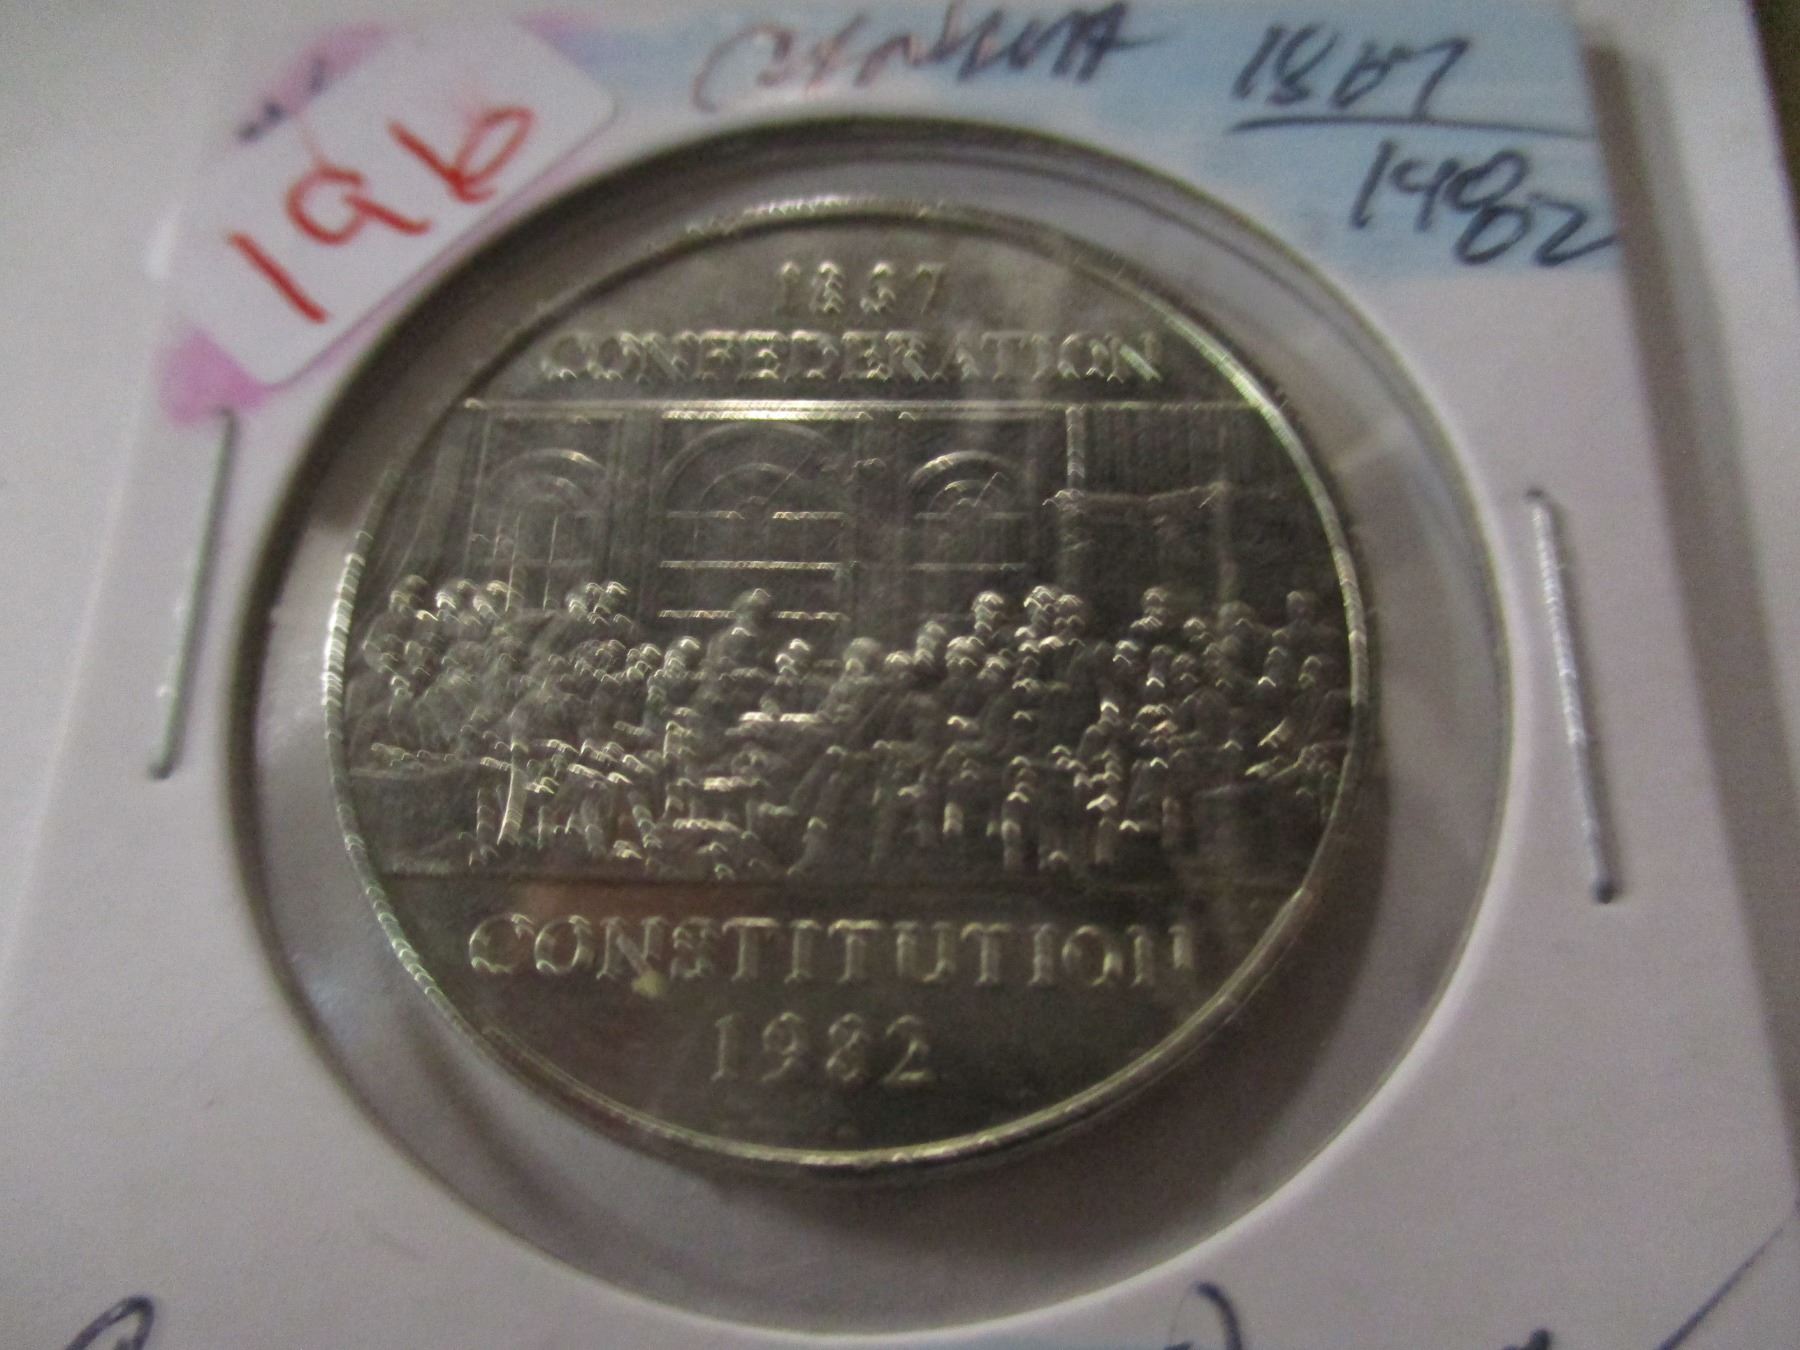 196
CANADA 1867
1982
1867
CONFEDERATION
CONSTITUTION
1982